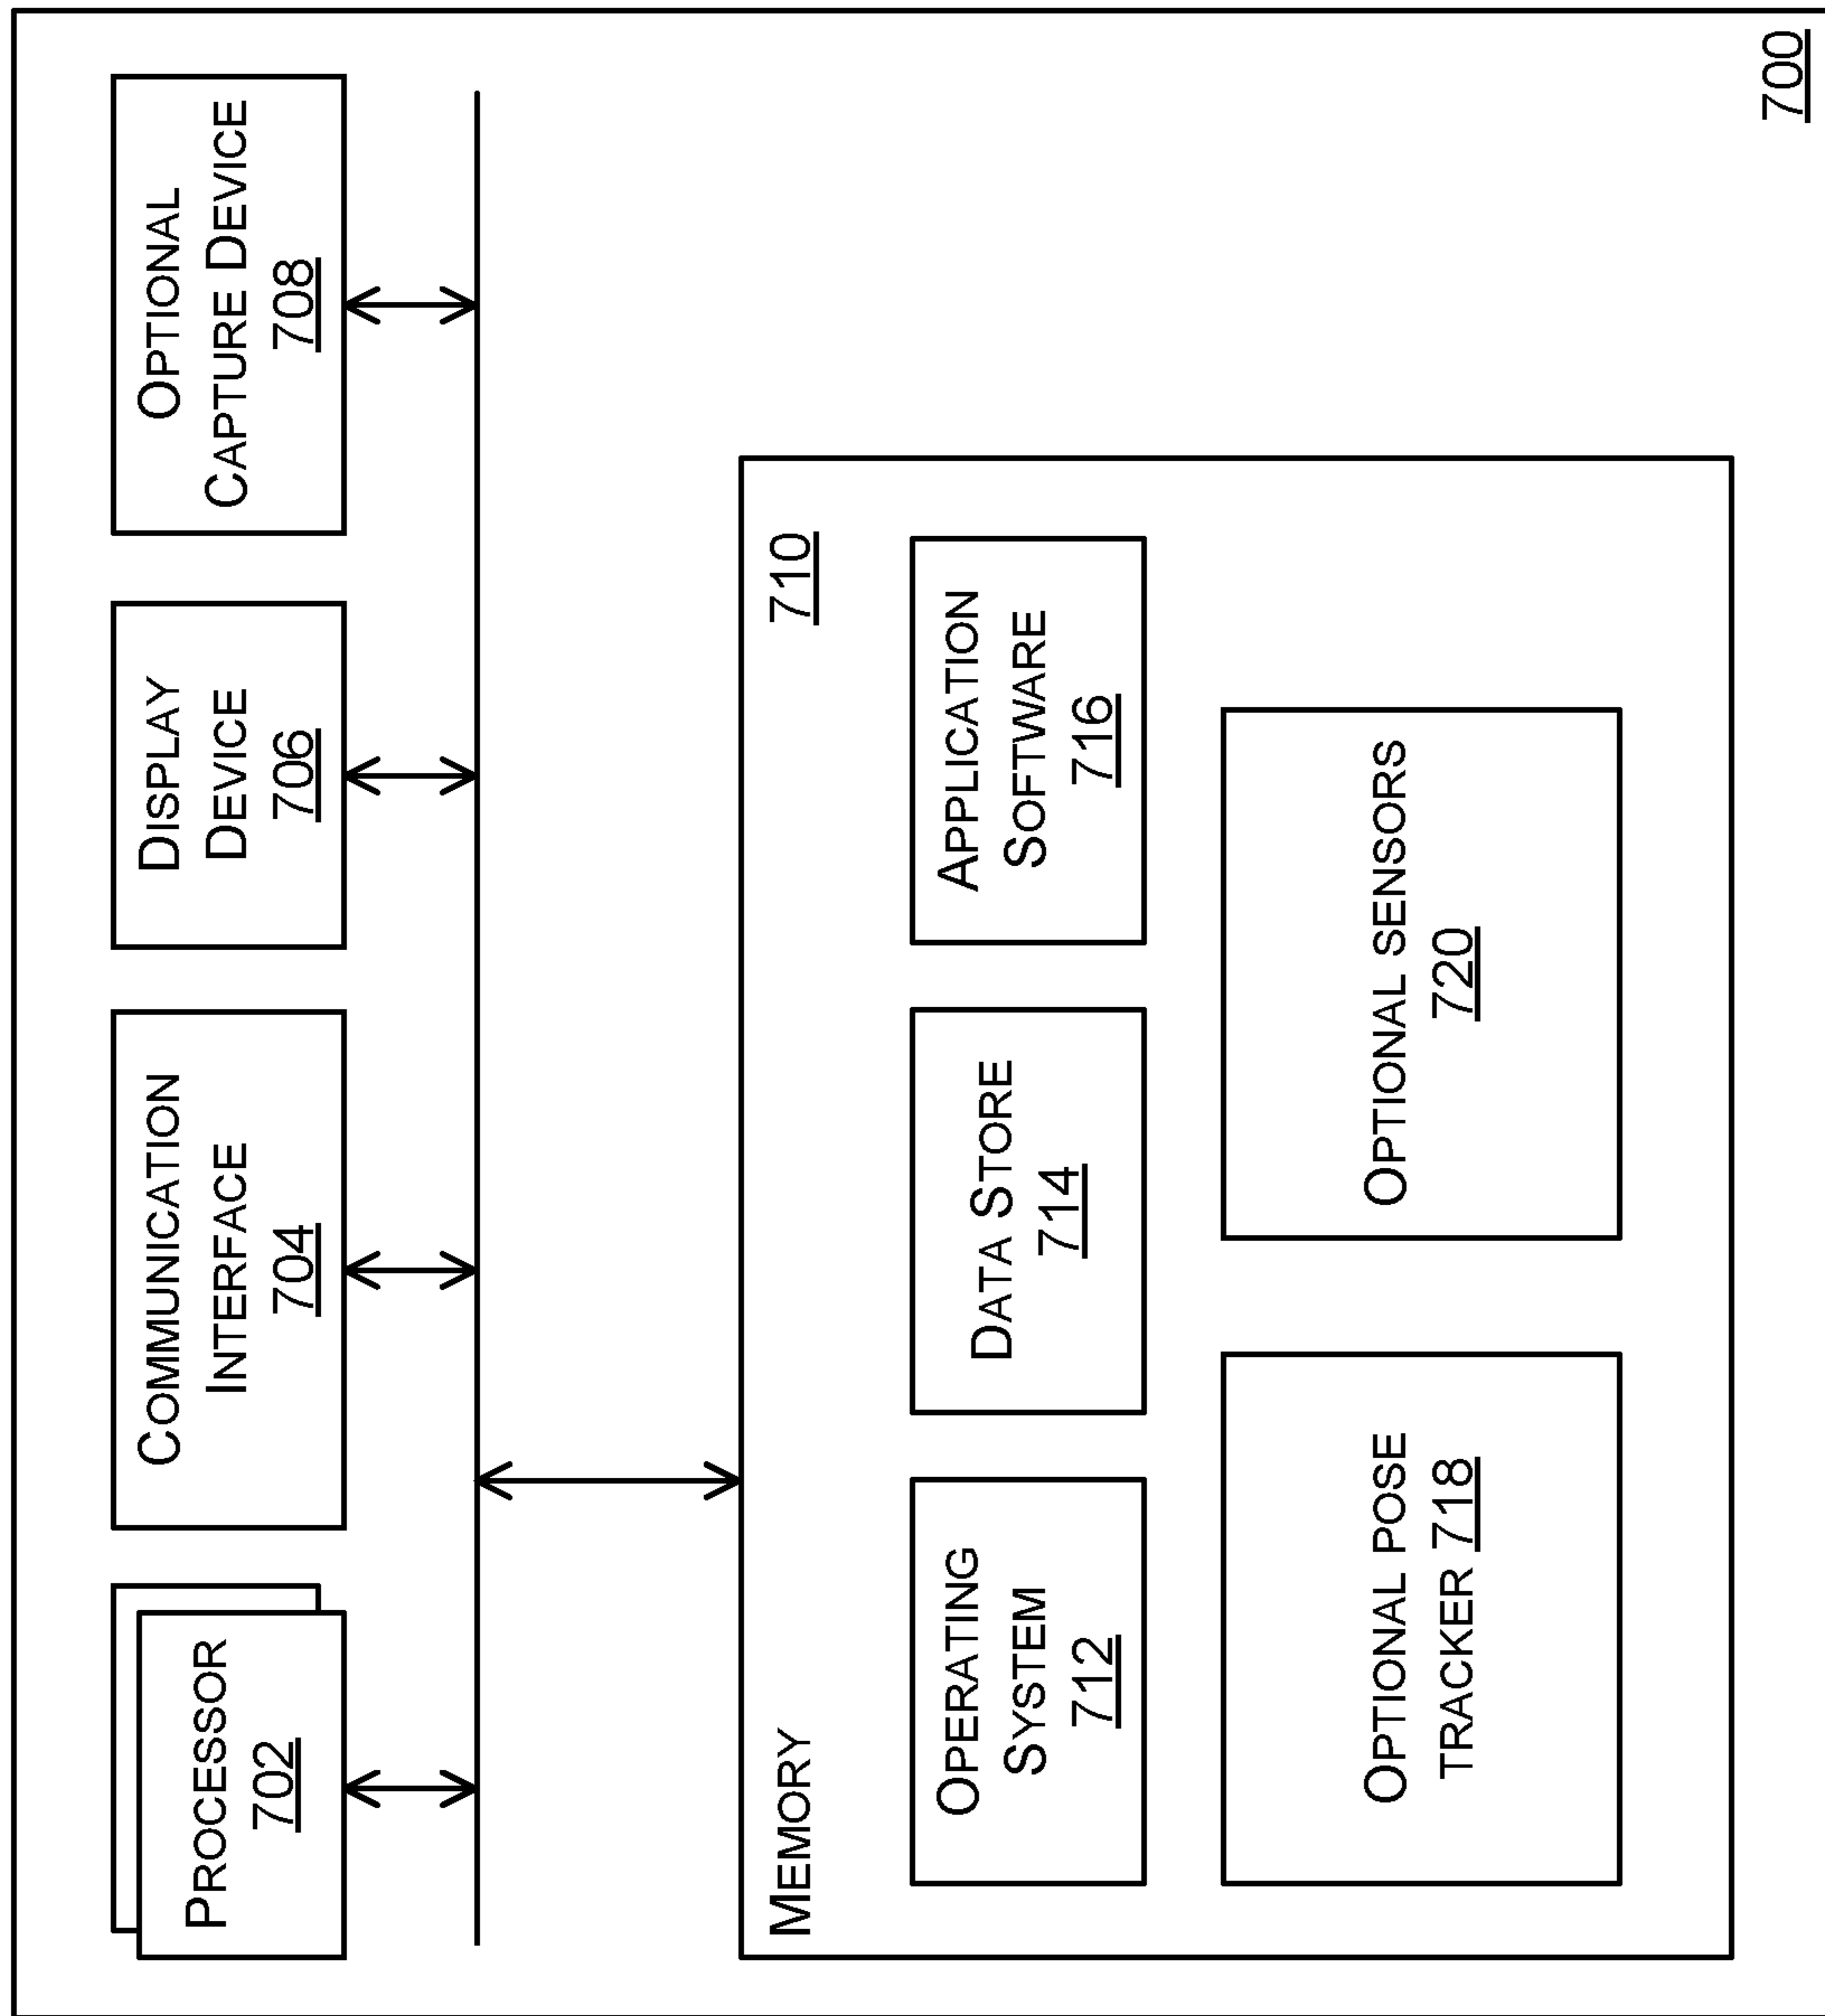 PROCESSOR
702
COMMUNICATION
INTERFACE
704
DISPLAY
DEVICE
706
OPTIONAL
CAPTURE DEVICE
708
MEMORY
710
OPERATING
SYSTEM
712
DATA STORE
714
APPLICATION
SOFTWARE
716
OPTIONAL POSE
TRACKER 718
OPTIONAL SENSORS
720
700